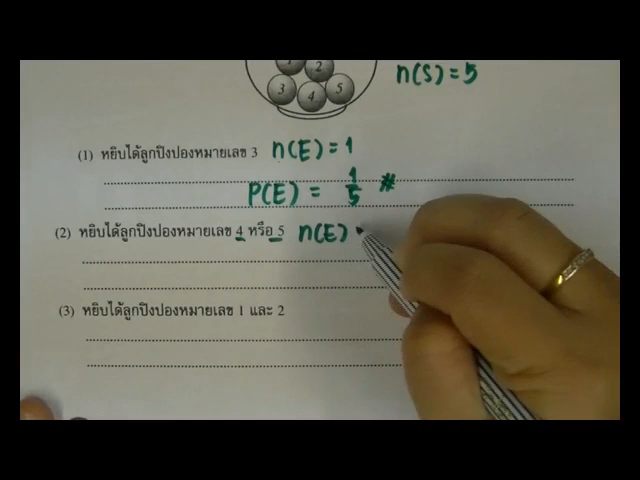 1 2
3 4 5
n(S) = 5
(1) หยิบได้ลูกปิงปองหมายเลข 3 n(E) = 1
P(E) = 1/5 #
(2) หยิบได้ลูกปิงปองหมายเลข 4 หรือ 5 n(E)
(3) หยิบได้ลูกปิงปองหมายเลข 1 และ 2